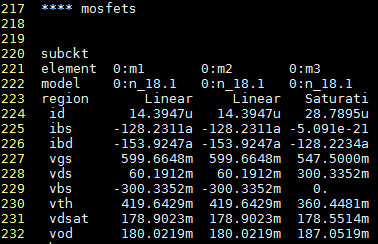 217 **** mosfets
218
219
220 subckt
221 element 0:m1 0:m2 0:m3
222 model 0:n_18.1 0:n_18.1 0:n_18.1
223 region Linear Linear Saturati
224 id 14.3947u 14.3947u 28.7895u
225 ibs -128.2311a -128.2311a -5.091e-21
226 ibd -153.9247a -153.9247a -128.2234a
227 vgs 599.6648m 599.6648m 547.5000m
228 vds 60.1912m 60.1912m 300.3352m
229 vbs -300.3352m -300.3352m 0.
230 vth 419.6429m 419.6429m 360.4481m
231 vdsat 178.9023m 178.9023m 178.5514m
232 vod 180.0219m 180.0219m 187.0519m